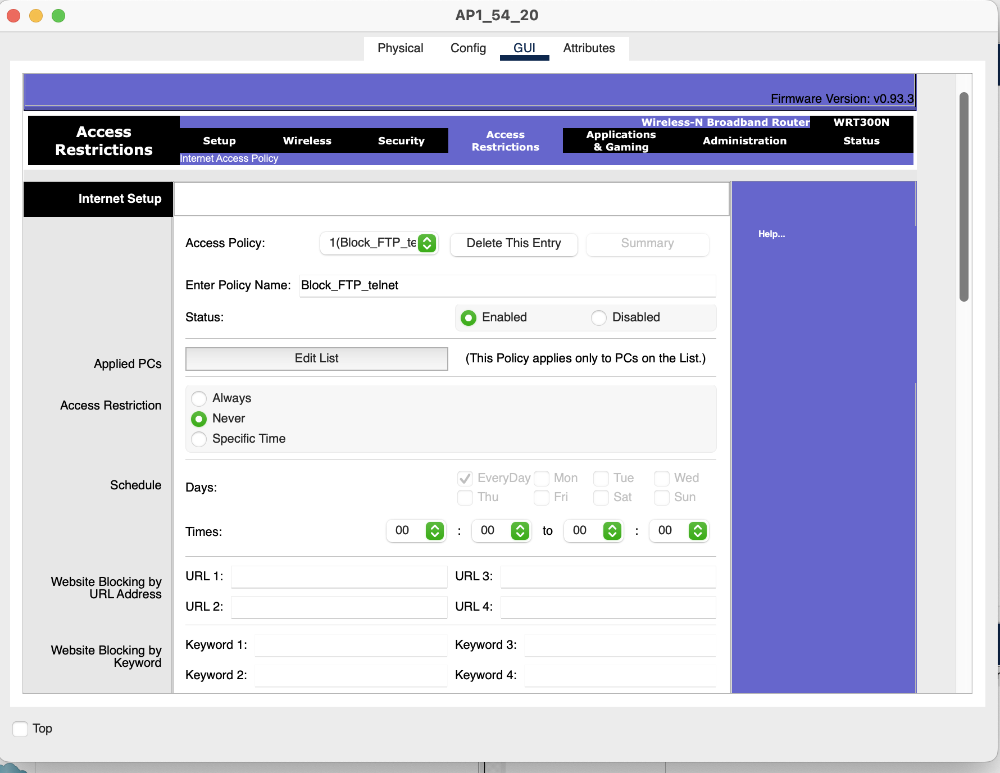 AP1_54_20
Physical Config GUI Attributes
Firmware Version: v0.93.3
Wireless-N Broadband Router WRT300N
Access Restrictions
Setup Wireless Security Access Restrictions Applications & Gaming Administration Status
Internet Access Policy
Internet Setup
Help...
Access Policy: 1(Block_FTP_te Delete This Entry Summary
Enter Policy Name: Block_FTP_telnet
Status: Enabled Disabled
Applied PCs Edit List (This Policy applies only to PCs on the List.)
Access Restriction
Always
Never
Specific Time
Schedule
Days: EveryDay Mon Tue Wed
Thu Fri Sat Sun
Times: 00 : 00 to 00 : 00
Website Blocking by
URL Address
URL 1: URL 3:
URL 2: URL 4:
Website Blocking by
Keyword
Keyword 1: Keyword 3:
Keyword 2: Keyword 4:
Top